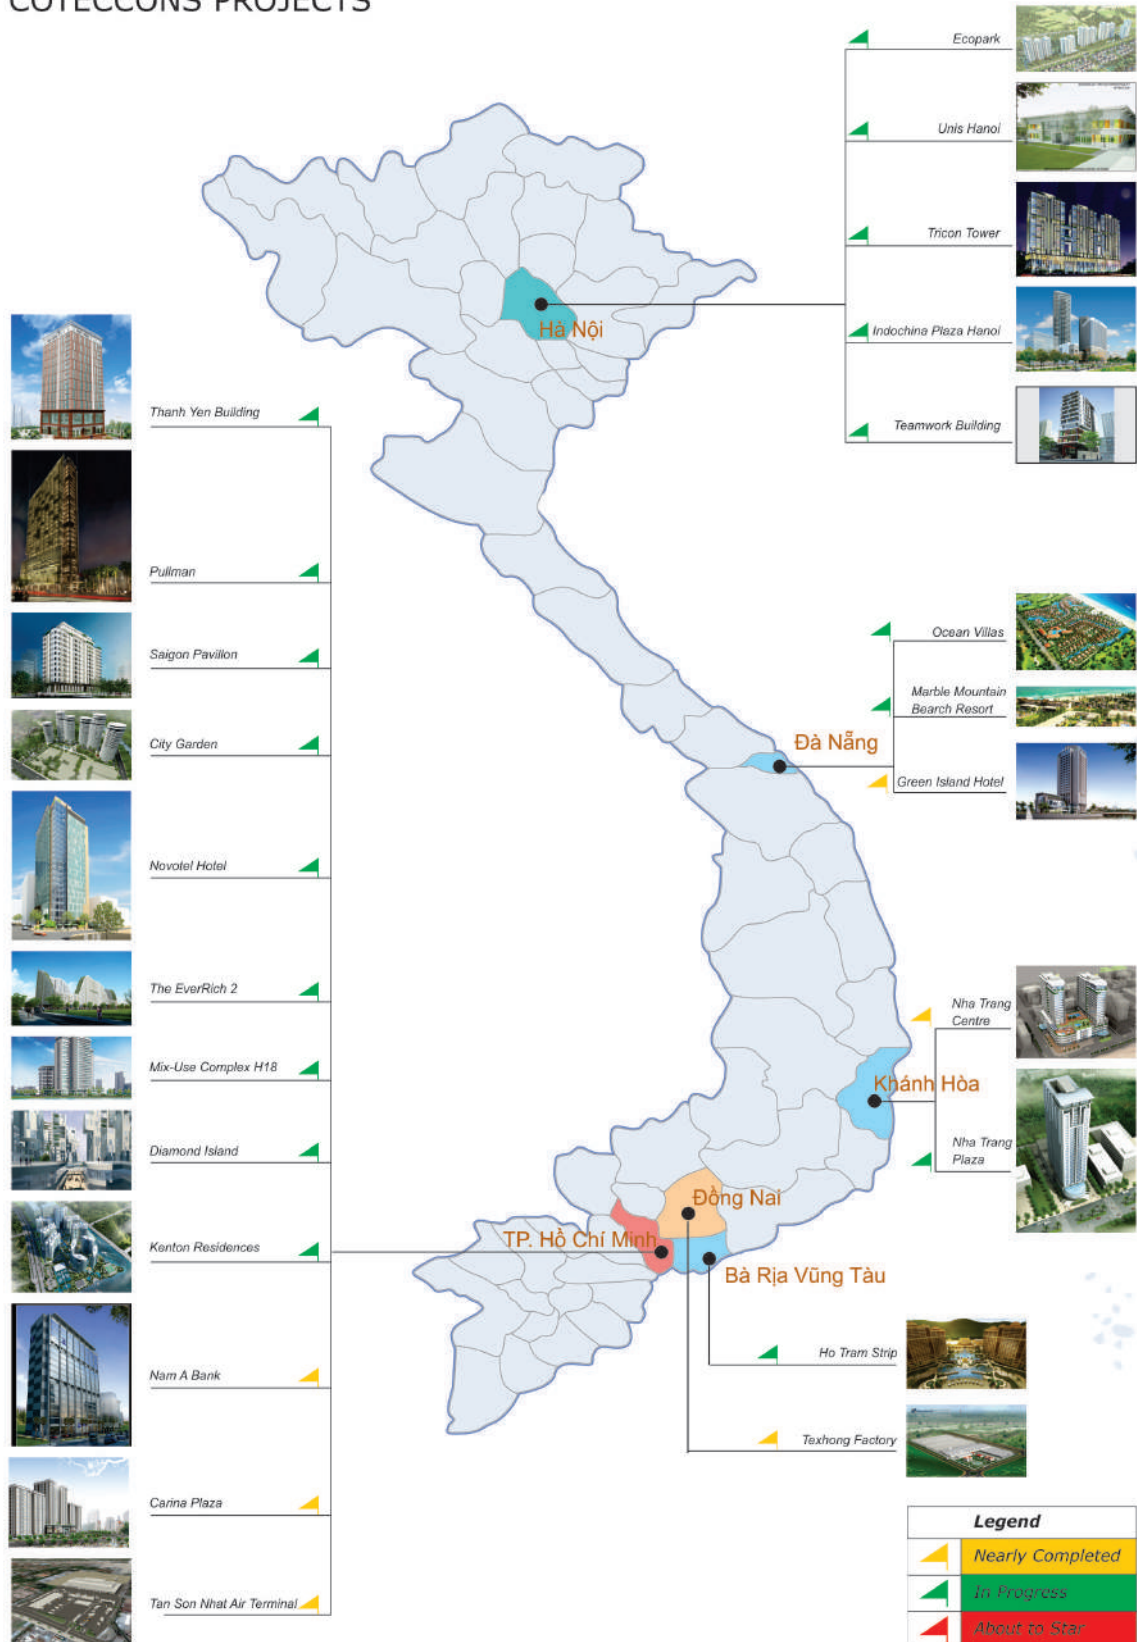 COTECCONS PROJECTS
Ecopark
Unis Hanoi
Tricon Tower
Indochina Plaza Hanoi
Teamwork Building
Hà Nội
Thanh Yen Building
Pullman
Saigon Pavillon
City Garden
Novotel Hotel
The EverRich 2
Mix-Use Complex H18
Diamond Island
Kenton Residences
Nam A Bank
Carina Plaza
Tan Son Nhat Air Terminal
Ocean Villas
Marble Mountain
Bearch Resort
Green Island Hotel
Đà Nẵng
Nha Trang
Centre
Khánh Hòa
Nha Trang
Plaza
Đồng Nai
TP. Hồ Chí Minh
Bà Rịa Vũng Tàu
Ho Tram Strip
Texhong Factory
Legend
Nearly Completed
In Progress
About to Star